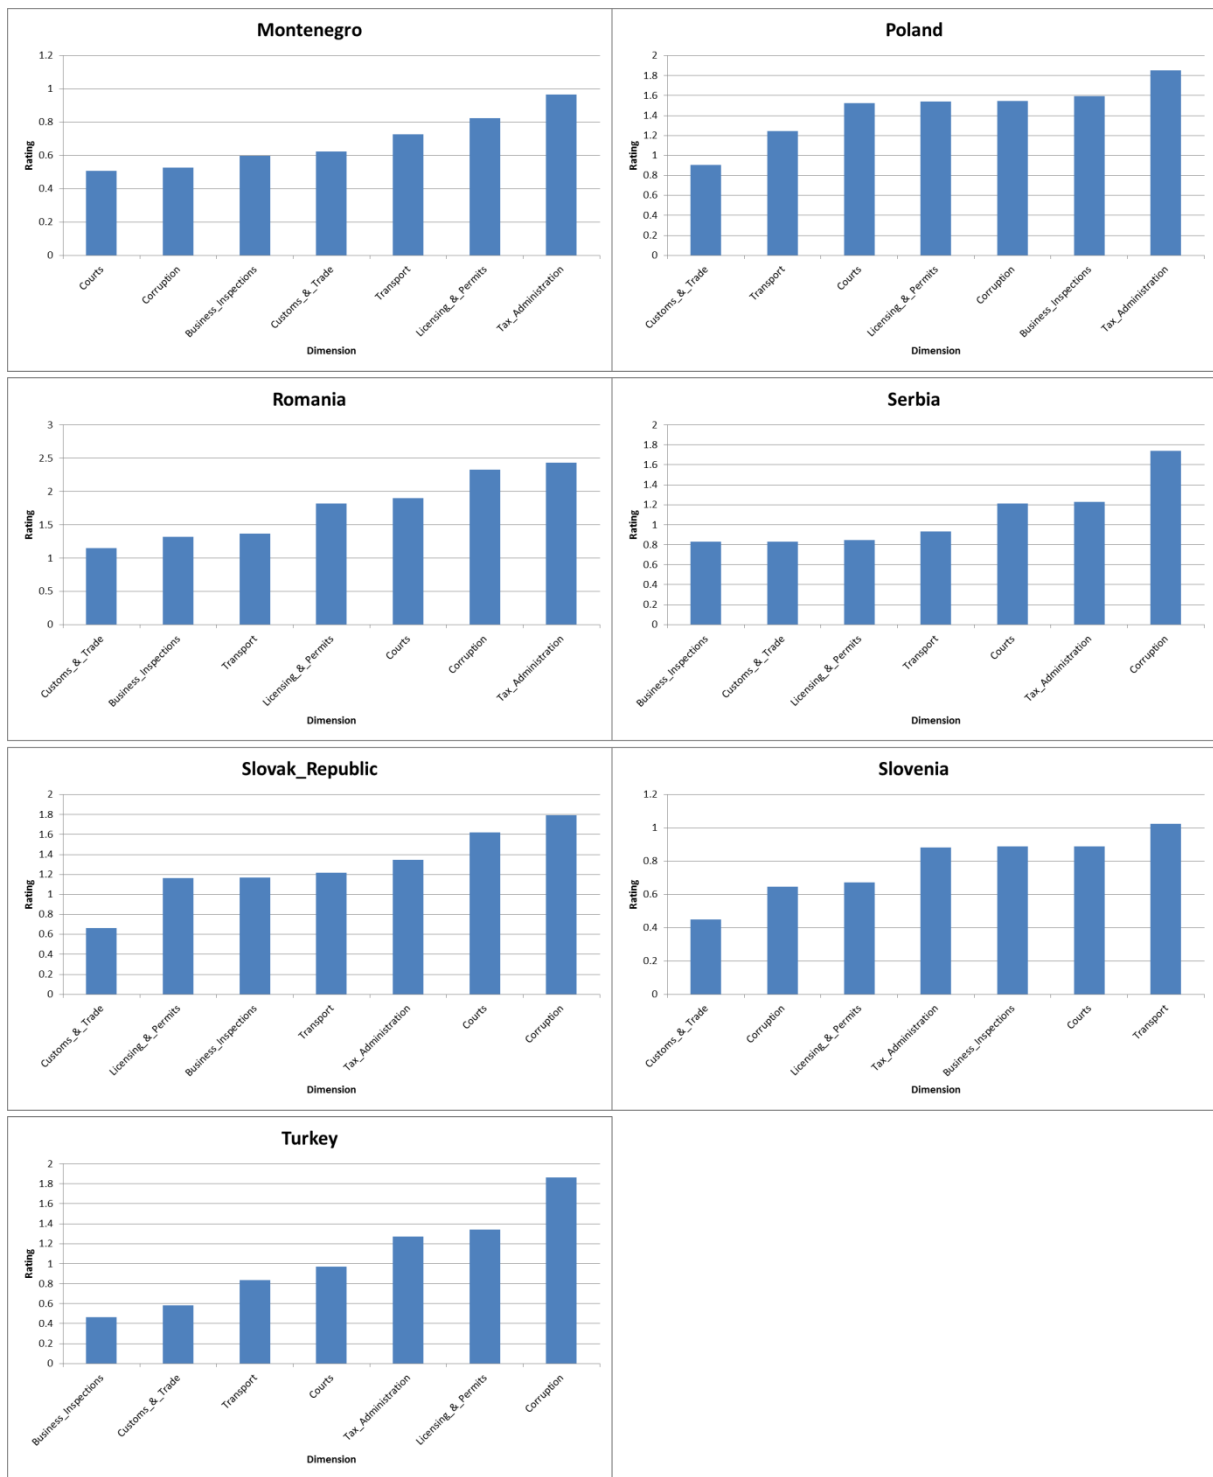 Montenegro
1.2
1
0.8
0.6
0.4
0.2
0
Rating
Courts
Corruption
Business_Inspections
Customs_&_Trade
Transport
Licensing_&_Permits
Tax_Administration
Dimension
Poland
2
1.8
1.6
1.4
1.2
1
0.8
0.6
0.4
0.2
0
Rating
Customs_&_Trade
Transport
Courts
Licensing_&_Permits
Corruption
Business_Inspections
Tax_Administration
Dimension
Romania
3
2.5
2
1.5
1
0.5
0
Rating
Customs_&_Trade
Business_Inspections
Transport
Licensing_&_Permits
Courts
Corruption
Tax_Administration
Dimension
Serbia
2
1.8
1.6
1.4
1.2
1
0.8
0.6
0.4
0.2
0
Rating
Business_Inspections
Customs_&_Trade
Licensing_&_Permits
Transport
Courts
Tax_Administration
Corruption
Dimension
Slovak_Republic
2
1.8
1.6
1.4
1.2
1
0.8
0.6
0.4
0.2
0
Rating
Customs_&_Trade
Licensing_&_Permits
Business_Inspections
Transport
Tax_Administration
Courts
Corruption
Dimension
Slovenia
1.2
1
0.8
0.6
0.4
0.2
0
Rating
Customs_&_Trade
Corruption
Licensing_&_Permits
Tax_Administration
Business_Inspections
Courts
Transport
Dimension
Turkey
2
1.8
1.6
1.4
1.2
1
0.8
0.6
0.4
0.2
0
Rating
Business_Inspections
Customs_&_Trade
Transport
Courts
Tax_Administration
Licensing_&_Permits
Corruption
Dimension